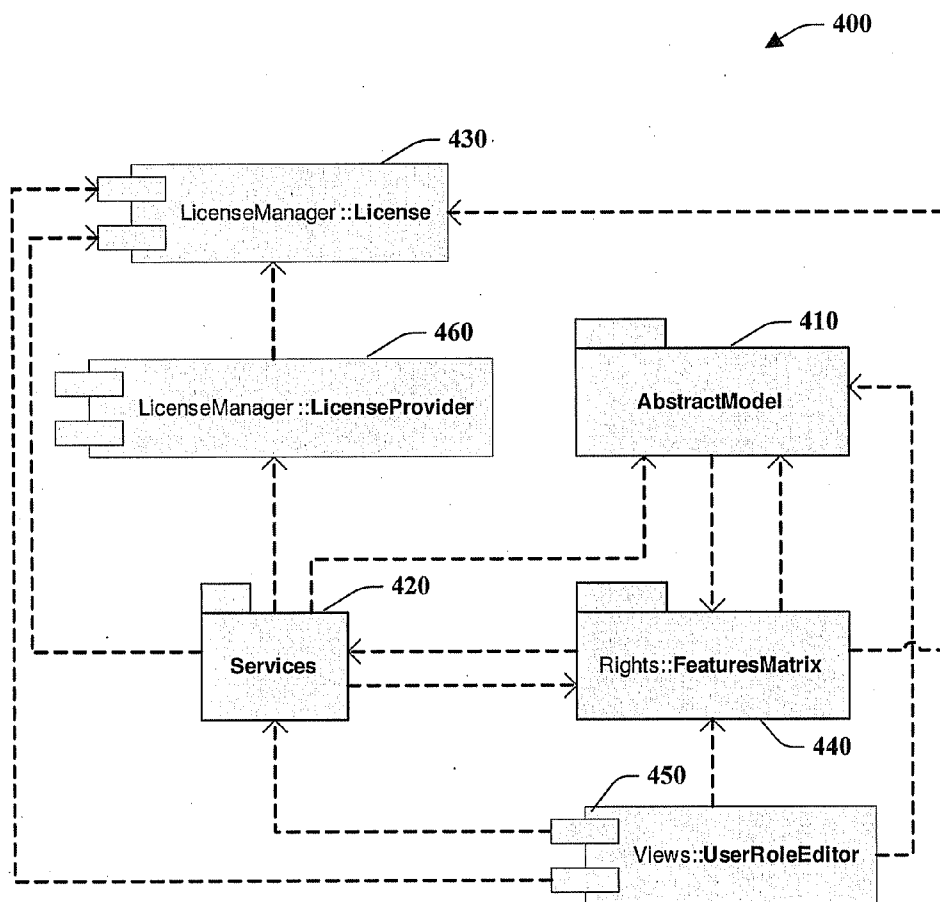 400
430
LicenseManager::License
460
410
LicenseManager::LicenseProvider
AbstractModel
420
Services
Rights::FeaturesMatrix
440
450
Views::UserRoleEditor